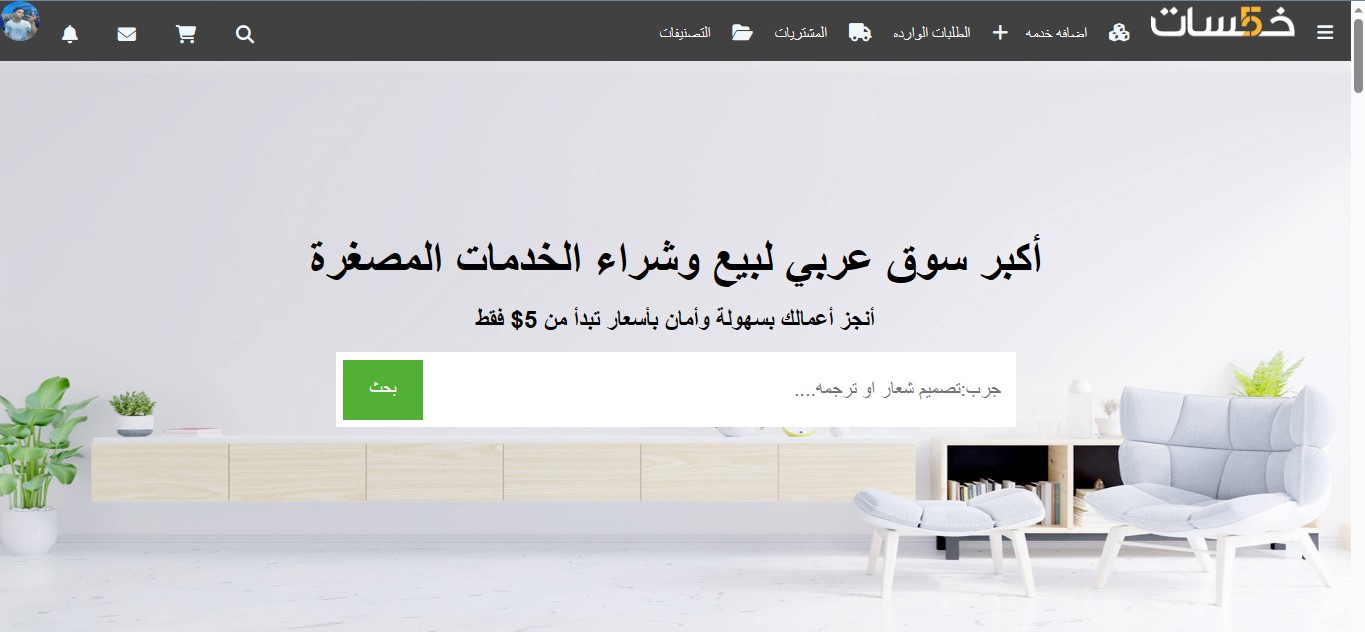 خمسات
اضافه خدمه
الطلبات الوارده
المشتريات
التصنيفات
أكبر سوق عربي لبيع وشراء الخدمات المصغرة
أنجز أعمالك بسهولة وأمان بأسعار تبدأ من 5$ فقط
جرب:تصميم شعار او ترجمه....
بحث